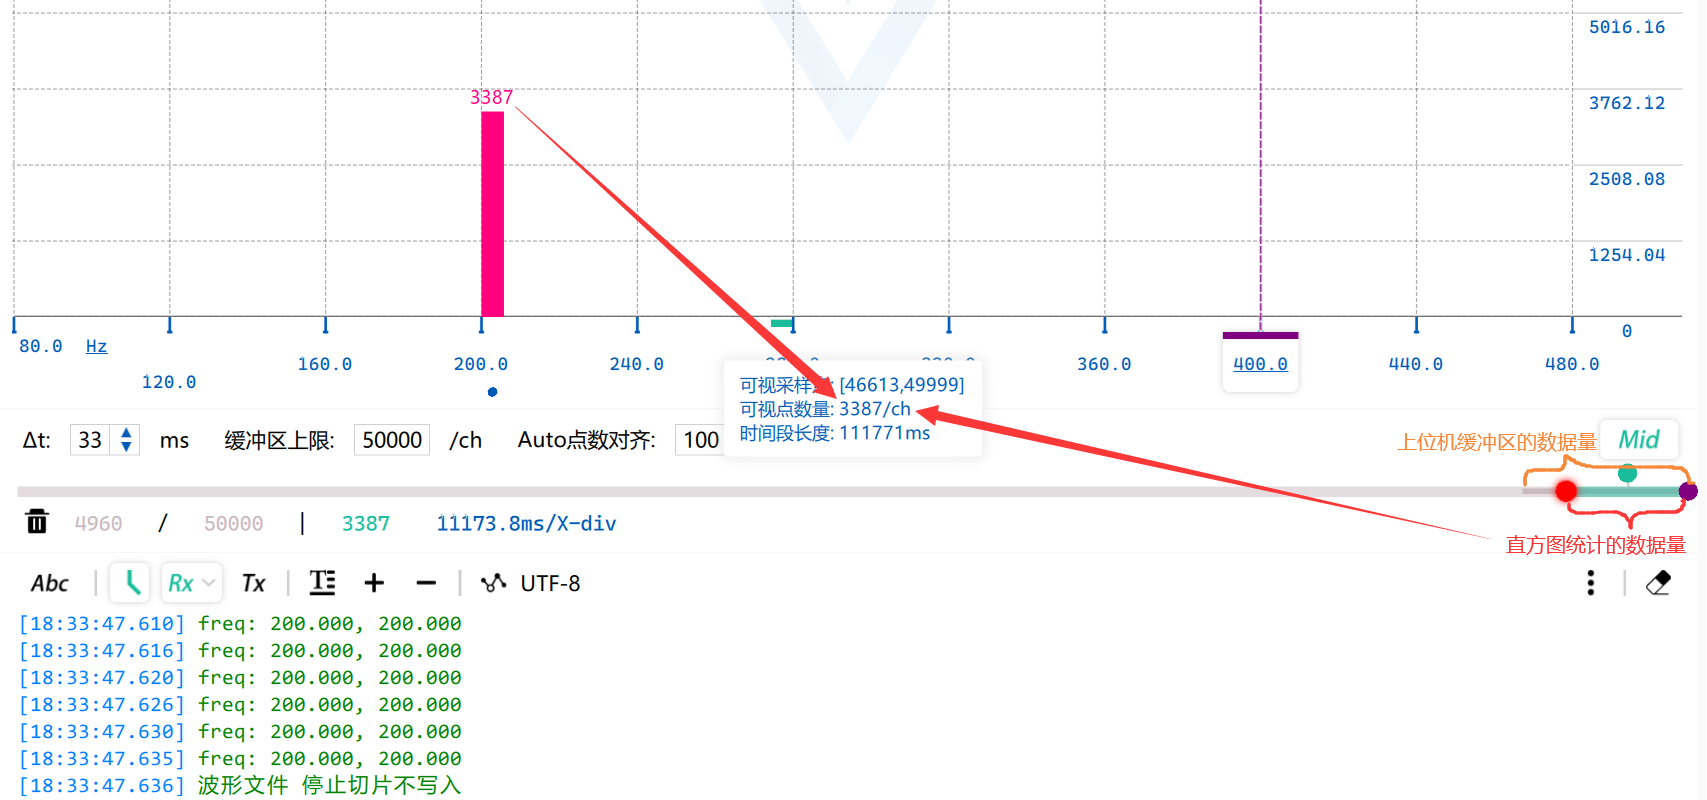 5016.16
3387
3762.12
2508.08
1254.04
0
80.0 Hz
120.0
160.0
200.0
240.0
360.0
400.0
440.0
480.0
可视采样点: [46613,49999]
可视点数量: 3387/ch
时间段长度: 111771ms
Δt: 33 ms 缓冲区上限: 50000 /ch Auto点数对齐: 100
上位机缓冲区的数据量 Mid
4960 / 50000 | 3387 11173.8ms/X-div
直方图统计的数据量
Abc | Rx Tx | T + − | UTF-8
[18:33:47.610] freq: 200.000, 200.000
[18:33:47.616] freq: 200.000, 200.000
[18:33:47.620] freq: 200.000, 200.000
[18:33:47.626] freq: 200.000, 200.000
[18:33:47.630] freq: 200.000, 200.000
[18:33:47.635] freq: 200.000, 200.000
[18:33:47.636] 波形文件 停止切片不写入